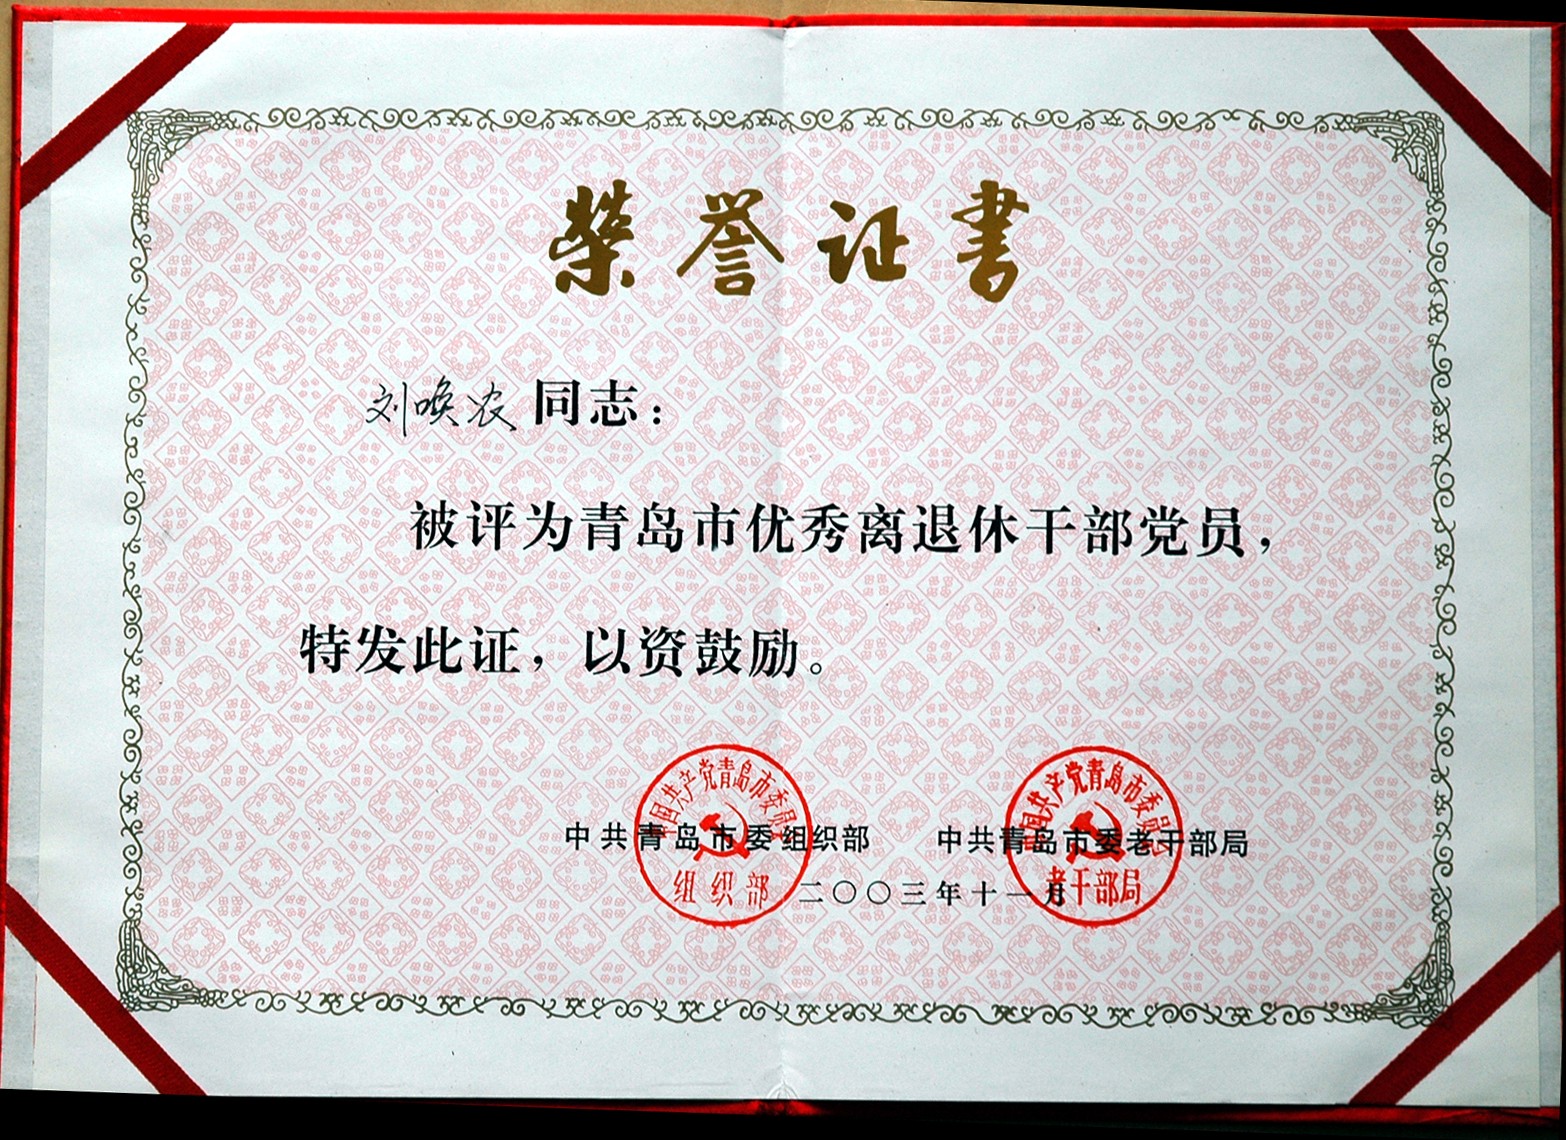 荣誉证书
刘唤农同志：
被评为青岛市优秀离退休干部党员，
特发此证，以资鼓励。
中国共产党青岛市委员会
组织部
中国共产党青岛市委员会
老干部局
中共青岛市委组织部 中共青岛市委老干部局
二〇〇三年十一月